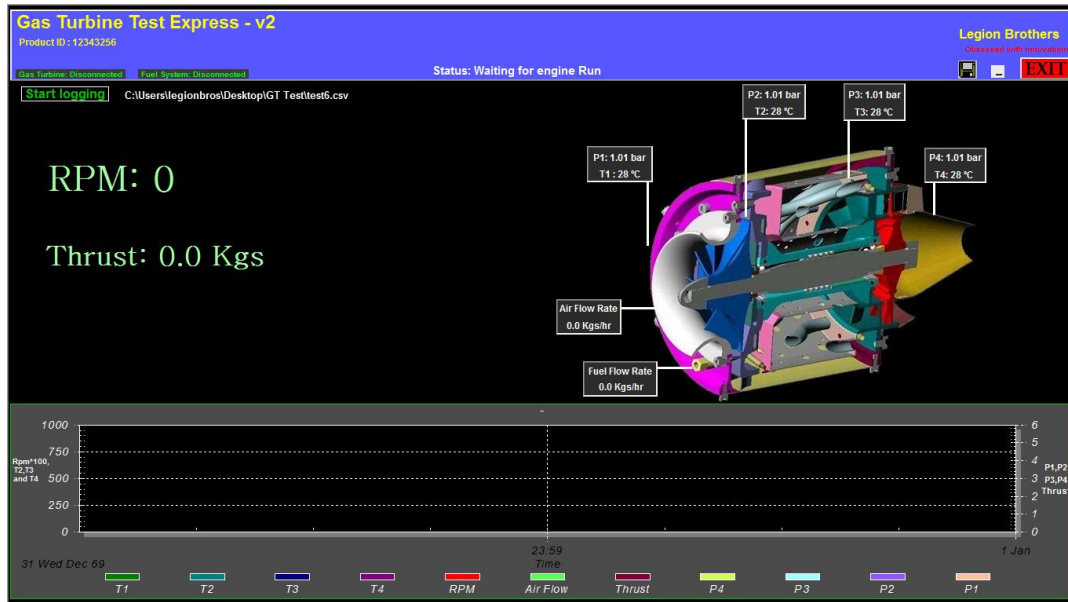 Gas Turbine Test Express - v2
Product ID : 12343256
Legion Brothers
Obsessed with innovations
Gas Turbine: Disconnected
Fuel System: Disconnected
Status: Waiting for engine Run
EXIT
Start logging
C:\Users\legionbros\Desktop\GT Test\test6.csv
RPM: 0
Thrust: 0.0 Kgs
P1: 1.01 bar
T1 : 28 °C
P2: 1.01 bar
T2: 28 °C
P3: 1.01 bar
T3: 28 °C
P4: 1.01 bar
T4: 28 °C
Air Flow Rate
0.0 Kgs/hr
Fuel Flow Rate
0.0 Kgs/hr
-
1000
750
500
250
0
Rpm*100,
T2,T3
and T4
6
5
4
3
2
1
0
P1,P2
P3,P4
Thrust
31 Wed Dec 69
23:59
1 Jan
Time
T1
T2
T3
T4
RPM
Air Flow
Thrust
P4
P3
P2
P1